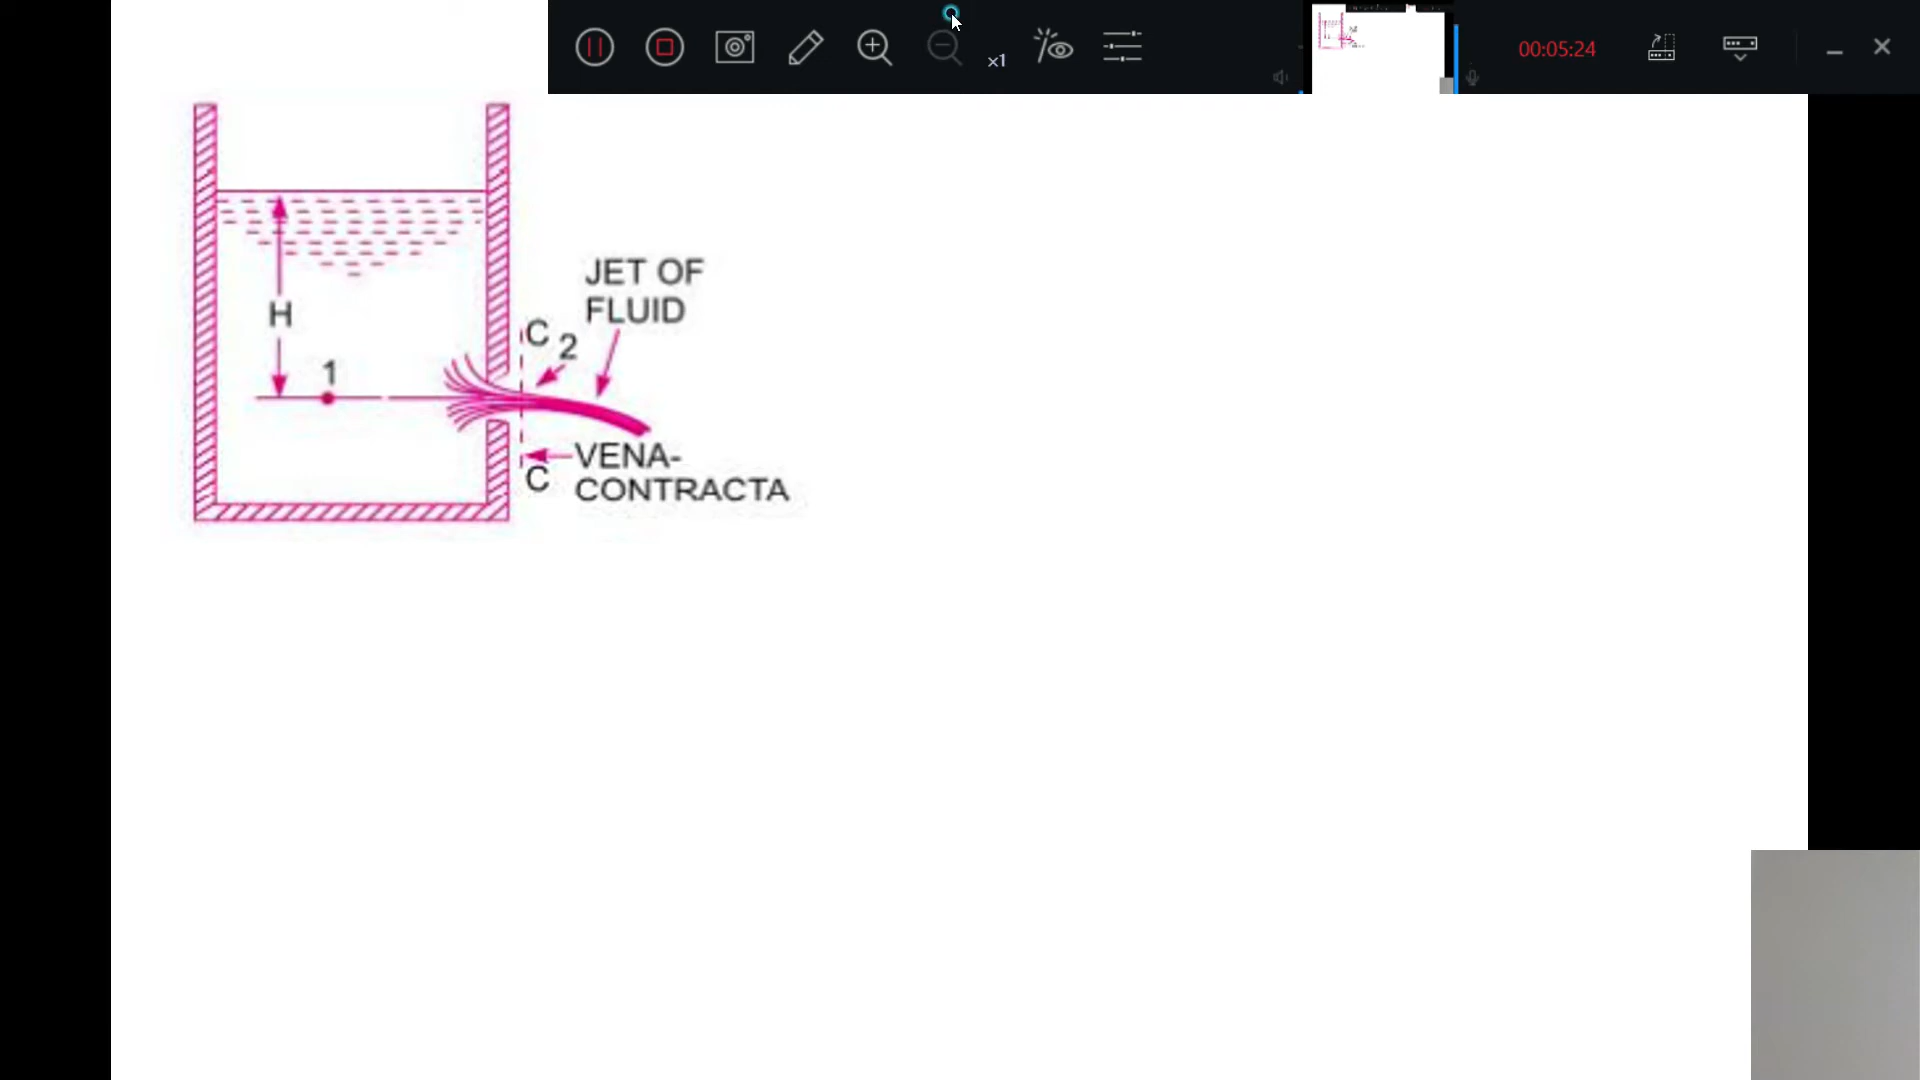 x1
00:05:24
JET OF
FLUID
H
C
2
1
VENA-
C
CONTRACTA